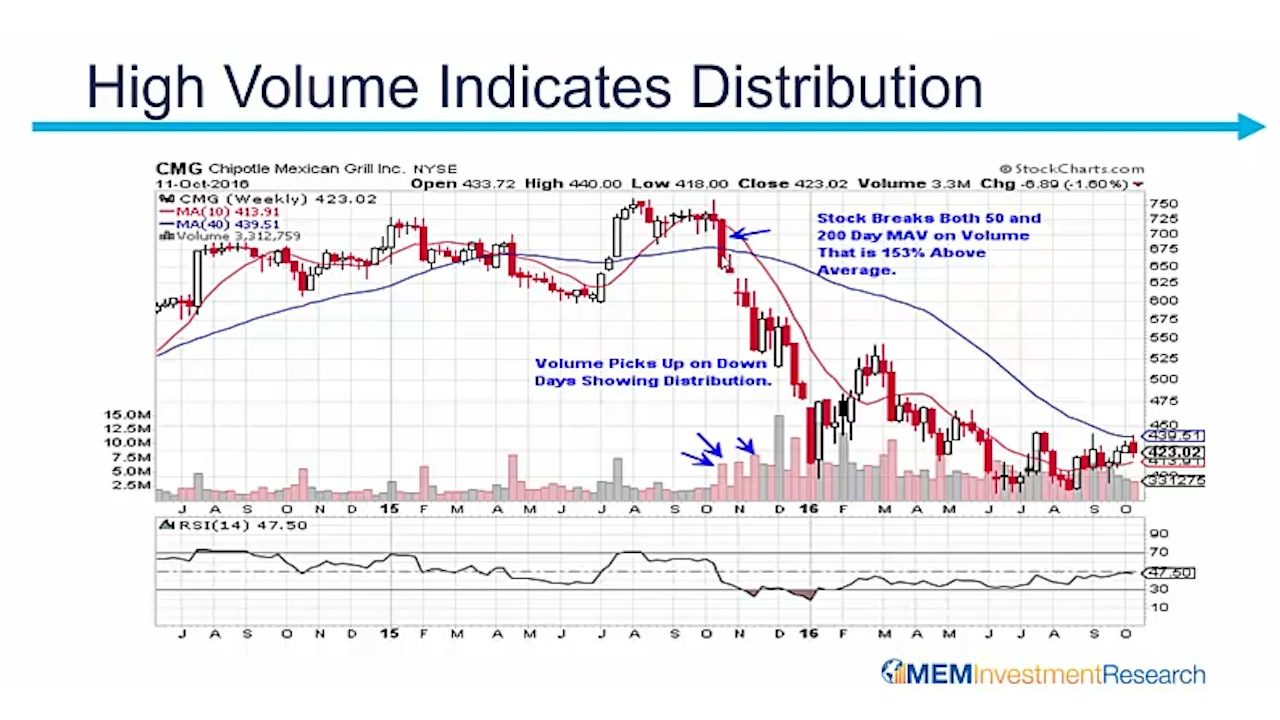 High Volume Indicates Distribution
CMG Chipotle Mexican Grill Inc. NYSE
© StockCharts.com
11-Oct-2016
Open 433.72 High 440.00 Low 418.00 Close 423.02 Volume 3.3M Chg -6.89 (-1.60%)
CMG (Weekly) 423.02
MA(10) 413.91
MA(40) 439.51
Volume 3,312,759
Stock Breaks Both 50 and
200 Day MAV on Volume
That is 153% Above
Average.
Volume Picks Up on Down
Days Showing Distribution.
750
725
700
675
650
625
600
575
550
525
500
475
450
439.51
423.02
413.91
400
331275
15.0M
12.5M
10.0M
7.5M
5.0M
2.5M
J A S O N D 15 F M A M J J A S O N D 16 F M A M J J A S O
RSI(14) 47.50
90
70
47.50
30
10
J A S O N D 15 F M A M J J A S O N D 16 F M A M J J A S O
MEMInvestmentResearch